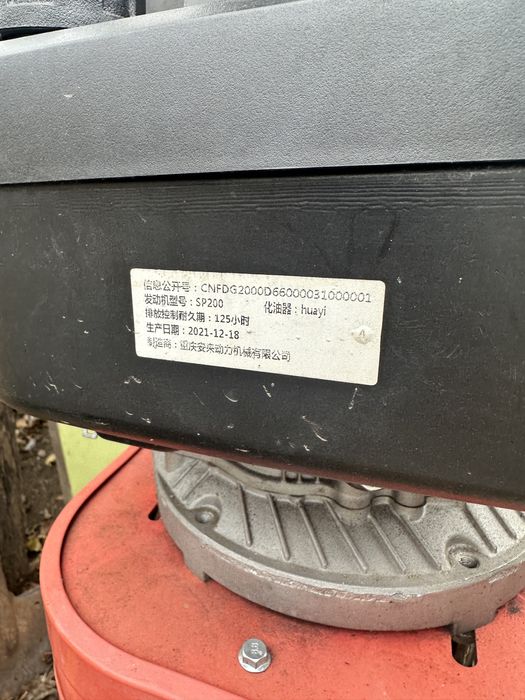 信息公开号：CNFDG2000D66000031000001
发动机型号：SP200 化油器：huayi
排放控制耐久期：125小时
生产日期：2021-12-18
制造商：重庆安来动力机械有限公司